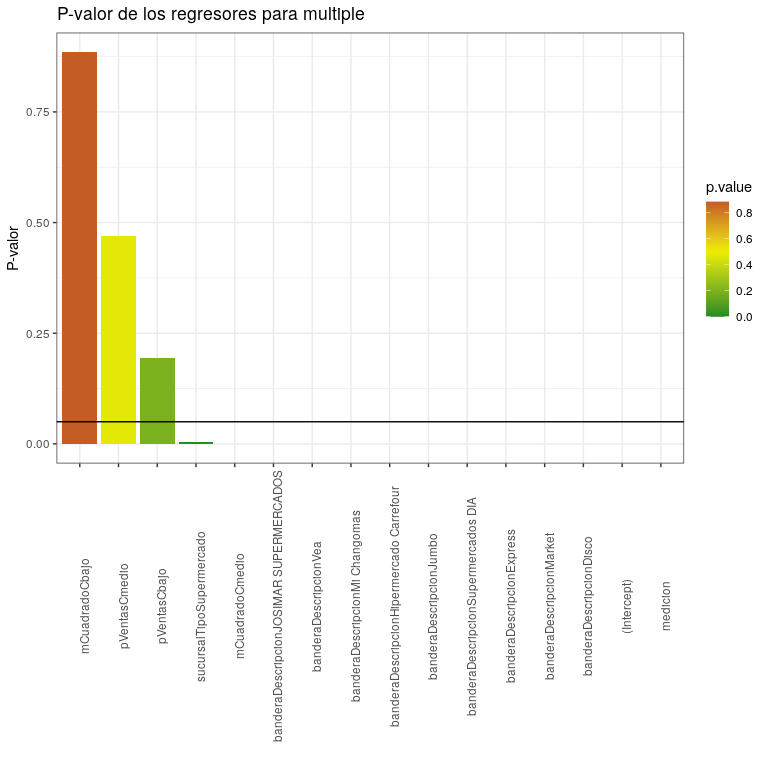 P-valor de los regresores para multiple
P-valor
0.75
0.50
0.25
0.00
mCuadradoCbajo
pVentasCmedio
pVentasCbajo
sucursalTipoSupermercado
mCuadradoCmedio
banderaDescripcionJOSIMAR SUPERMERCADOS
banderaDescripcionVea
banderaDescripcionMi Changomas
banderaDescripcionHipermercado Carrefour
banderaDescripcionJumbo
banderaDescripcionSupermercados DIA
banderaDescripcionExpress
banderaDescripcionMarket
banderaDescripcionDisco
(Intercept)
medicion
p.value
0.8
0.6
0.4
0.2
0.0